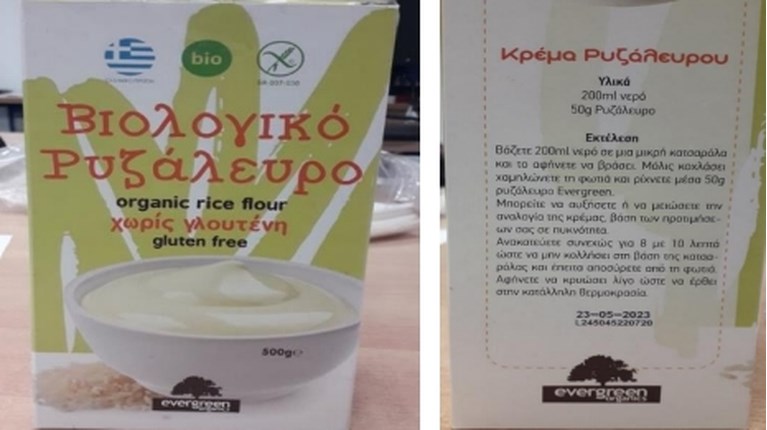 bio
Βιολογικό
Ρυζάλευρο
organic rice flour
χωρίς γλουτένη
gluten free
500g℮
evergreen
organics
Κρέμα Ρυζάλευρου
Υλικά
200ml νερό
50g Ρυζάλευρο
Εκτέλεση
Βάζετε 200ml νερό σε μια μικρή κατσαρόλα
και το αφήνετε να βράσει. Μόλις κοχλάσει
χαμηλώνετε τη φωτιά και ρίχνετε μέσα 50g
ρυζάλευρο Evergreen.
Μπορείτε να αυξήσετε ή να μειώσετε την
αναλογία της κρέμας, βάση των προτιμήσε-
ων σας σε πυκνότητα.
Ανακατεύετε συνεχώς για 8 με 10 λεπτά
ώστε να μην κολλήσει στη βάση της κατσα-
ρόλας και έπειτα αποσύρετε από τη φωτιά.
Αφήνετε να κρυώσει λίγο ώστε να έρθει
στην κατάλληλη θερμοκρασία.
23-05-2023
L245045220720
evergreen
organics